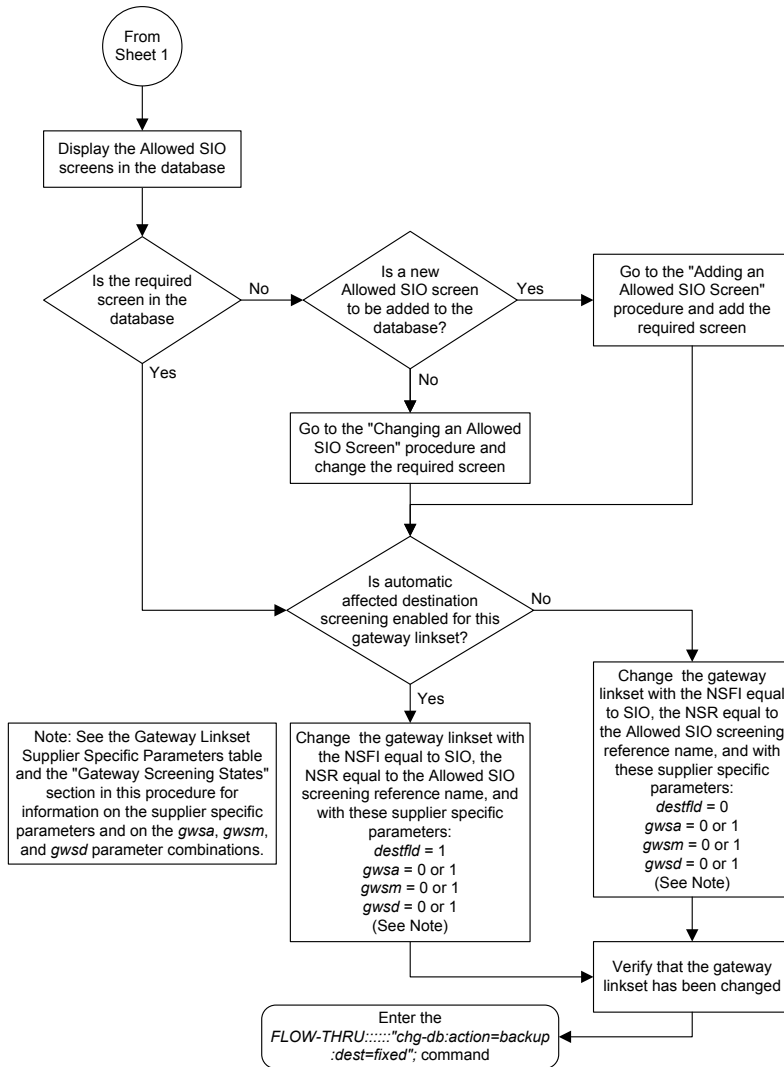 From
Sheet 1
Display the Allowed SIO
screens in the database
Is the required
screen in the
database
No
Yes
Is a new
Allowed SIO screen
to be added to the
database?
Yes
No
Go to the "Adding an
Allowed SIO Screen"
procedure and add the
required screen
Go to the "Changing an Allowed
SIO Screen" procedure and
change the required screen
Is automatic
affected destination
screening enabled for this
gateway linkset?
No
Yes
Note: See the Gateway Linkset
Supplier Specific Parameters table
and the "Gateway Screening States"
section in this procedure for
information on the supplier specific
parameters and on the gwsa, gwsm,
and gwsd parameter combinations.
Change the gateway linkset with
the NSFI equal to SIO, the
NSR equal to the Allowed SIO
screening reference name, and
with these supplier specific
parameters:
destfld = 1
gwsa = 0 or 1
gwsm = 0 or 1
gwsd = 0 or 1
(See Note)
Change the gateway
linkset with the NSFI equal
to SIO, the NSR equal to
the Allowed SIO screening
reference name, and with
these supplier specific
parameters:
destfld = 0
gwsa = 0 or 1
gwsm = 0 or 1
gwsd = 0 or 1
(See Note)
Verify that the gateway
linkset has been changed
Enter the
FLOW-THRU::::::"chg-db:action=backup
:dest=fixed"; command